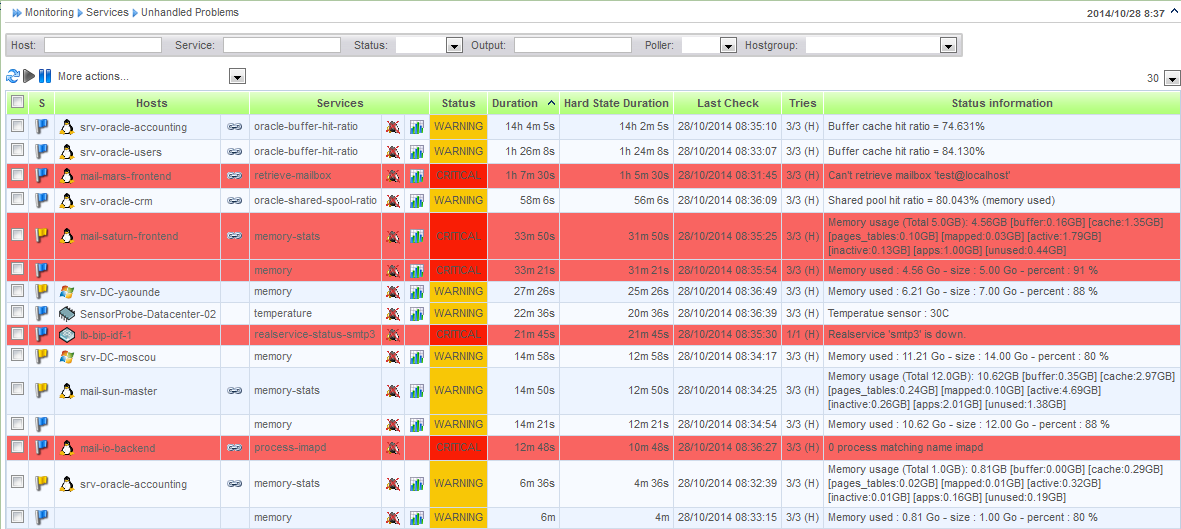 Monitoring Services Unhandled Problems 2014/10/28 8:37
Host: Service: Status: Output: Poller: Hostgroup:
More actions... 30
S Hosts Services Status Duration Hard State Duration Last Check Tries Status information
srv-oracle-accounting oracle-buffer-hit-ratio WARNING 14h 4m 5s 14h 2m 5s 28/10/2014 08:35:10 3/3 (H) Buffer cache hit ratio = 74.631%
srv-oracle-users oracle-buffer-hit-ratio WARNING 1h 26m 8s 1h 24m 8s 28/10/2014 08:33:07 3/3 (H) Buffer cache hit ratio = 84.130%
mail-mars-frontend retrieve-mailbox CRITICAL 1h 7m 30s 1h 5m 30s 28/10/2014 08:31:45 3/3 (H) Can't retrieve mailbox 'test@localhost'
srv-oracle-crm oracle-shared-spool-ratio WARNING 58m 6s 56m 6s 28/10/2014 08:36:09 3/3 (H) Shared pool hit ratio = 80.043% (memory used)
mail-saturn-frontend memory-stats CRITICAL 33m 50s 31m 50s 28/10/2014 08:35:25 3/3 (H) Memory usage (Total 5.0GB): 4.56GB [buffer:0.16GB] [cache:1.35GB]
[pages_tables:0.10GB] [mapped:0.03GB] [active:1.79GB]
[inactive:0.13GB] [apps:1.00GB] [unused:0.44GB]
memory CRITICAL 33m 21s 31m 21s 28/10/2014 08:35:54 3/3 (H) Memory used : 4.56 Go - size : 5.00 Go - percent : 91 %
srv-DC-yaounde memory WARNING 27m 26s 25m 26s 28/10/2014 08:36:49 3/3 (H) Memory used : 6.21 Go - size : 7.00 Go - percent : 88 %
SensorProbe-Datacenter-02 temperature WARNING 22m 36s 20m 36s 28/10/2014 08:36:39 3/3 (H) Temperatue sensor : 30C
lb-bip-idf-1 realservice-status-smtp3 CRITICAL 21m 45s 21m 45s 28/10/2014 08:35:30 1/1 (H) Realservice 'smtp3' is down.
srv-DC-moscou memory WARNING 14m 58s 12m 58s 28/10/2014 08:34:17 3/3 (H) Memory used : 11.21 Go - size : 14.00 Go - percent : 80 %
mail-sun-master memory-stats WARNING 14m 50s 12m 50s 28/10/2014 08:34:25 3/3 (H) Memory usage (Total 12.0GB): 10.62GB [buffer:0.35GB] [cache:2.97GB]
[pages_tables:0.24GB] [mapped:0.10GB] [active:4.69GB]
[inactive:0.26GB] [apps:2.01GB] [unused:1.38GB]
memory WARNING 14m 21s 12m 21s 28/10/2014 08:34:54 3/3 (H) Memory used : 10.62 Go - size : 12.00 Go - percent : 88 %
mail-io-backend process-imapd CRITICAL 12m 48s 10m 48s 28/10/2014 08:36:27 3/3 (H) 0 process matching name imapd
srv-oracle-accounting memory-stats WARNING 6m 36s 4m 36s 28/10/2014 08:32:39 3/3 (H) Memory usage (Total 1.0GB): 0.81GB [buffer:0.00GB] [cache:0.29GB]
[pages_tables:0.02GB] [mapped:0.01GB] [active:0.32GB]
[inactive:0.01GB] [apps:0.16GB] [unused:0.19GB]
memory WARNING 6m 4m 28/10/2014 08:33:15 3/3 (H) Memory used : 0.81 Go - size : 1.00 Go - percent : 80 %